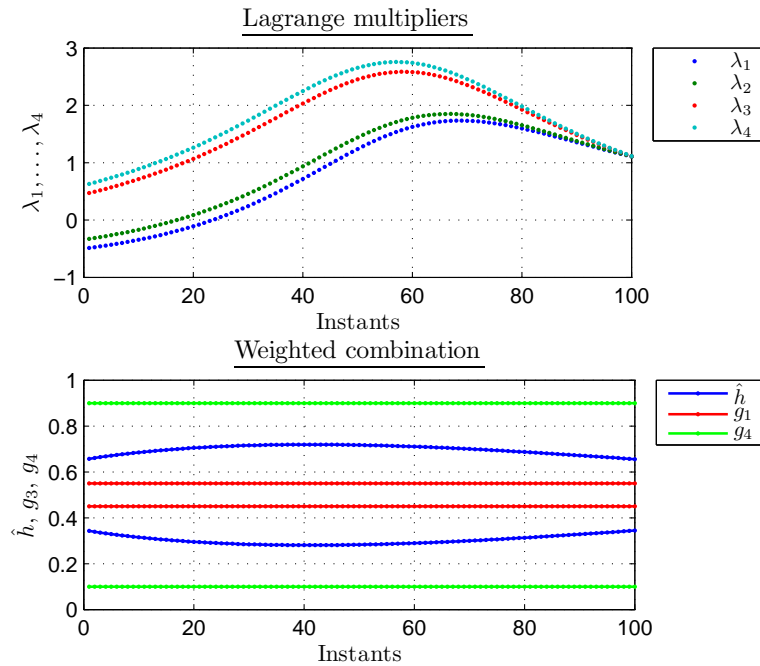 Lagrange multipliers
3
2
1
0
−1
λ₁, …, λ₄
0
20
40
60
80
100
Instants
λ₁
λ₂
λ₃
λ₄
Weighted combination
1
0.8
0.6
0.4
0.2
0
ĥ, g₃, g₄
0
20
40
60
80
100
Instants
ĥ
g₁
g₄